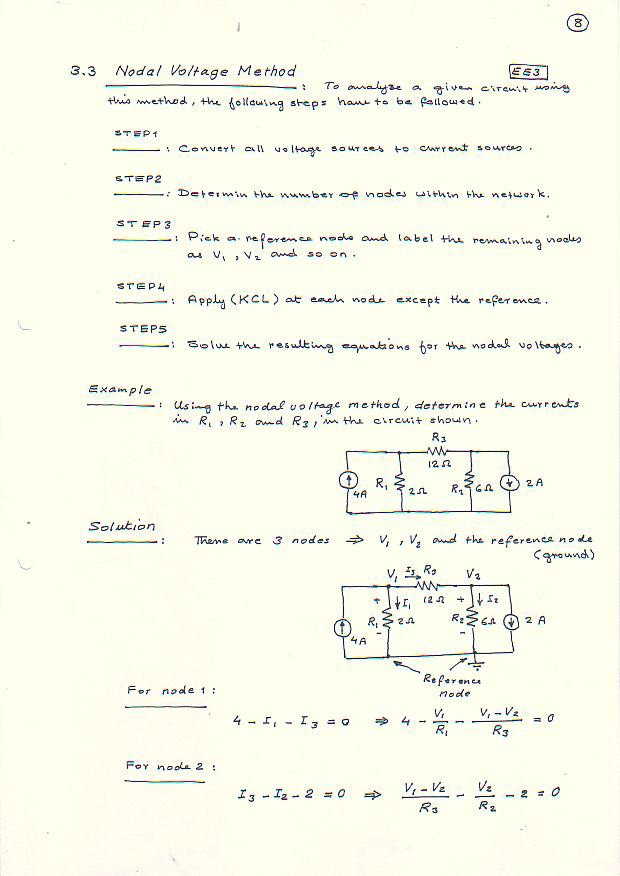 8
3.3 Nodal Voltage Method : EE3
To analyze a given circuit using
this method, the following steps have to be followed.
STEP1
: Convert all voltage sources to current sources.
STEP2
: Determin the number of nodes within the network.
STEP3
: Pick a reference node and label the remaining nodes
as V₁, V₂ and so on.
STEP4
: Apply (KCL) at each node except the reference.
STEP5
: Solve the resulting equations for the nodal voltages.
Example
: Using the nodal voltage method, determine the currents
in R₁, R₂ and R₃, in the circuit shown.
R₃
12Ω
4A R₁ 2Ω R₂ 6Ω 2A
Solution
: There are 3 nodes ⇒ V₁, V₂ and the reference node
(ground)
V₁ I₃ R₃ V₂
+ I₁ 12Ω + I₂
R₁ 2Ω R₂ 6Ω 2A
- -
4A
Reference
node
For node 1 :
4 - I₁ - I₃ = 0 ⇒ 4 - V₁/R₁ - (V₁-V₂)/R₃ = 0
For node 2 :
I₃ - I₂ - 2 = 0 ⇒ (V₁-V₂)/R₃ - V₂/R₂ - 2 = 0